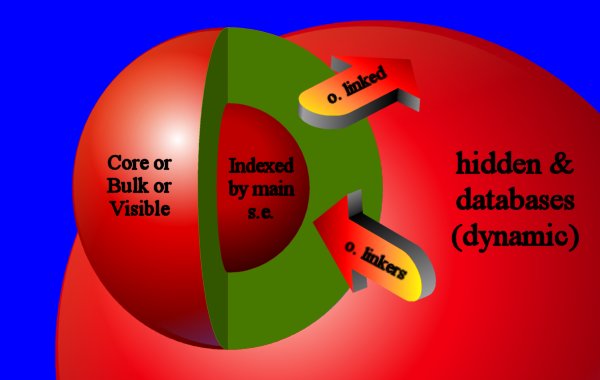 Core or
Bulk or
Visible
Indexed
by main
s.e.
o. linked
o. linkers
hidden &
databases
(dynamic)